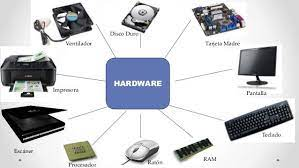 Disco Duro
Ventilador
Tarjeta Madre
HARDWARE
Impresora
Pantalla
Teclado
Escáner
Procesador
Ratón
RAM